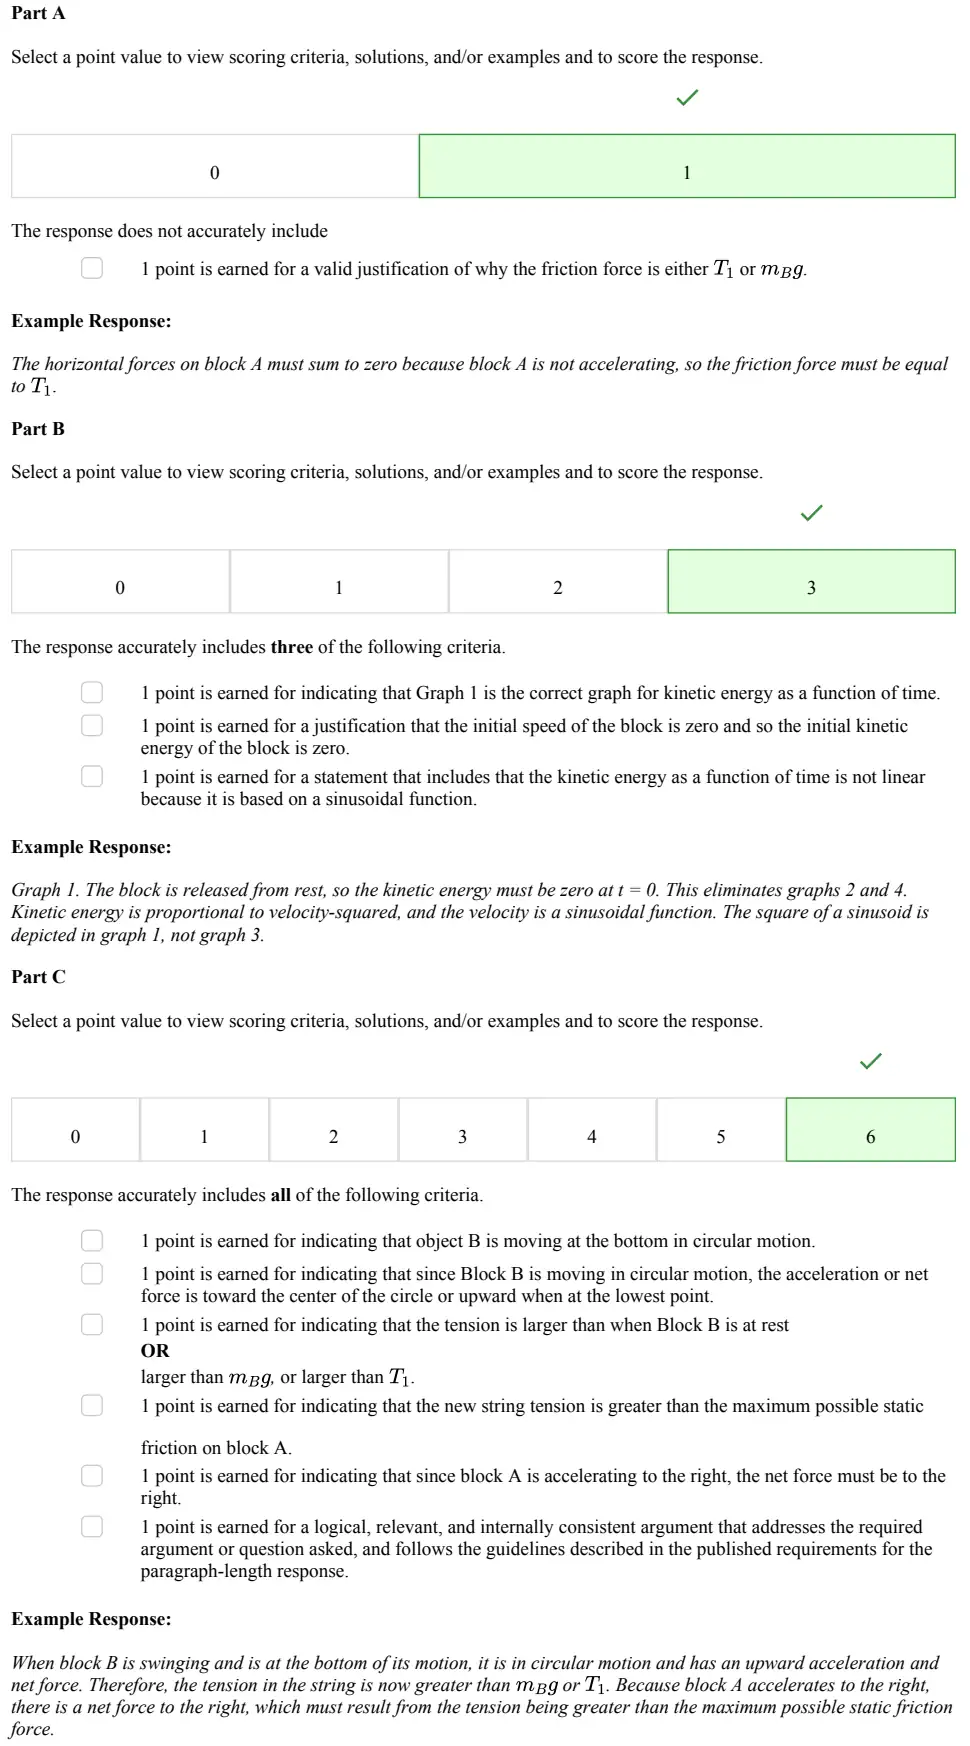 Part A
Select a point value to view scoring criteria, solutions, and/or examples and to score the response.
0
1
The response does not accurately include
1 point is earned for a valid justification of why the friction force is either T₁ or m_Bg.
Example Response:
The horizontal forces on block A must sum to zero because block A is not accelerating, so the friction force must be equal
to T₁.
Part B
Select a point value to view scoring criteria, solutions, and/or examples and to score the response.
0
1
2
3
The response accurately includes three of the following criteria.
1 point is earned for indicating that Graph 1 is the correct graph for kinetic energy as a function of time.
1 point is earned for a justification that the initial speed of the block is zero and so the initial kinetic
energy of the block is zero.
1 point is earned for a statement that includes that the kinetic energy as a function of time is not linear
because it is based on a sinusoidal function.
Example Response:
Graph 1. The block is released from rest, so the kinetic energy must be zero at t = 0. This eliminates graphs 2 and 4.
Kinetic energy is proportional to velocity-squared, and the velocity is a sinusoidal function. The square of a sinusoid is
depicted in graph 1, not graph 3.
Part C
Select a point value to view scoring criteria, solutions, and/or examples and to score the response.
0
1
2
3
4
5
6
The response accurately includes all of the following criteria.
1 point is earned for indicating that object B is moving at the bottom in circular motion.
1 point is earned for indicating that since Block B is moving in circular motion, the acceleration or net
force is toward the center of the circle or upward when at the lowest point.
1 point is earned for indicating that the tension is larger than when Block B is at rest
OR
larger than m_Bg, or larger than T₁.
1 point is earned for indicating that the new string tension is greater than the maximum possible static
friction on block A.
1 point is earned for indicating that since block A is accelerating to the right, the net force must be to the
right.
1 point is earned for a logical, relevant, and internally consistent argument that addresses the required
argument or question asked, and follows the guidelines described in the published requirements for the
paragraph-length response.
Example Response:
When block B is swinging and is at the bottom of its motion, it is in circular motion and has an upward acceleration and
net force. Therefore, the tension in the string is now greater than m_Bg or T₁. Because block A accelerates to the right,
there is a net force to the right, which must result from the tension being greater than the maximum possible static friction
force.